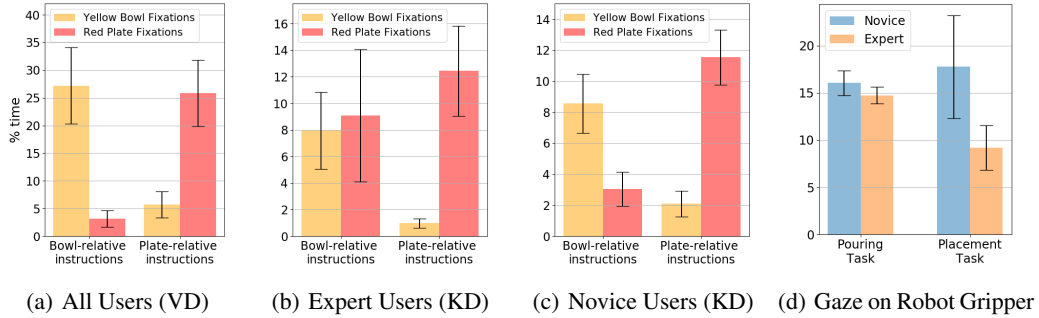 % time
40
35
30
25
20
15
10
5
0
Yellow Bowl Fixations
Red Plate Fixations
Bowl-relative instructions
Plate-relative instructions
(a) All Users (VD)
16
14
12
10
8
6
4
2
0
Yellow Bowl Fixations
Red Plate Fixations
Bowl-relative instructions
Plate-relative instructions
(b) Expert Users (KD)
14
12
10
8
6
4
2
0
Yellow Bowl Fixations
Red Plate Fixations
Bowl-relative instructions
Plate-relative instructions
(c) Novice Users (KD)
20
15
10
5
0
Novice
Expert
Pouring Task
Placement Task
(d) Gaze on Robot Gripper